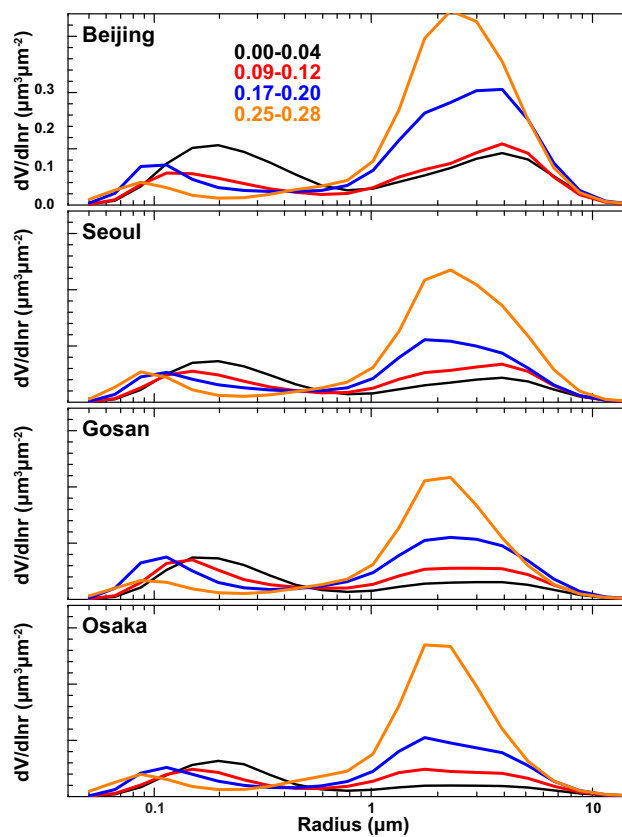 Beijing
0.00-0.04
0.09-0.12
0.17-0.20
0.25-0.28
0.3
0.2
0.1
0.0
dV/dlnr (µm³µm⁻²)
Seoul
dV/dlnr (µm³µm⁻²)
Gosan
dV/dlnr (µm³µm⁻²)
Osaka
dV/dlnr (µm³µm⁻²)
0.1 1 10
Radius (µm)